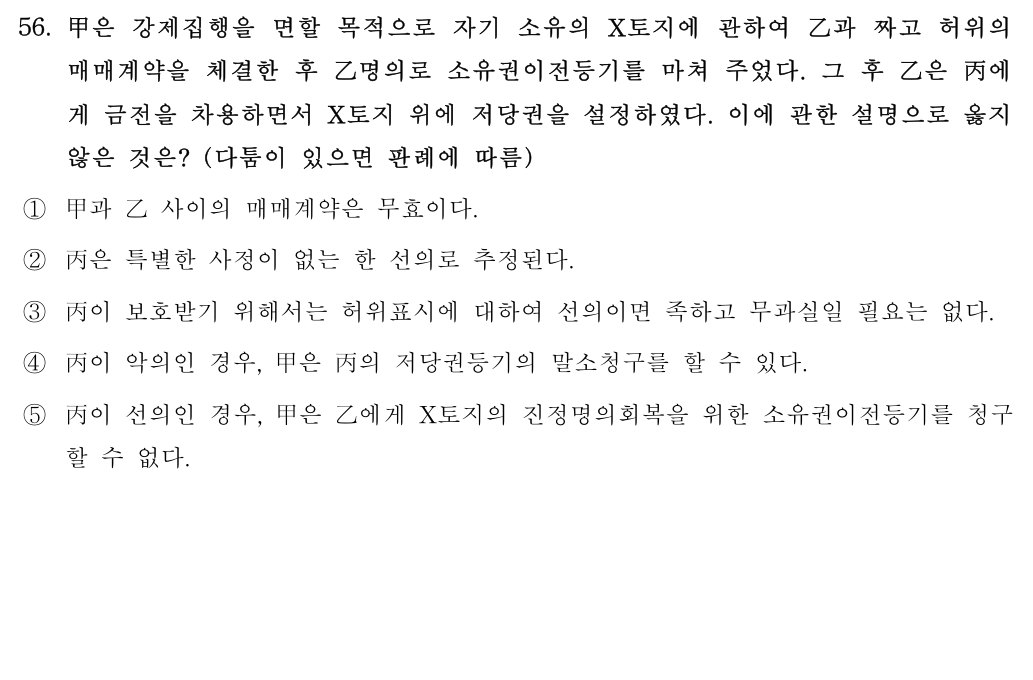 56. 甲은 강제집행을 면할 목적으로 자기 소유의 X토지에 관하여 乙과 짜고 허위의
매매계약을 체결한 후 乙명의로 소유권이전등기를 마쳐 주었다. 그 후 乙은 丙에
게 금전을 차용하면서 X토지 위에 저당권을 설정하였다. 이에 관한 설명으로 옳지
않은 것은? (다툼이 있으면 판례에 따름)
① 甲과 乙 사이의 매매계약은 무효이다.
② 丙은 특별한 사정이 없는 한 선의로 추정된다.
③ 丙이 보호받기 위해서는 허위표시에 대하여 선의이면 족하고 무과실일 필요는 없다.
④ 丙이 악의인 경우, 甲은 丙의 저당권등기의 말소청구를 할 수 있다.
⑤ 丙이 선의인 경우, 甲은 乙에게 X토지의 진정명의회복을 위한 소유권이전등기를 청구
할 수 없다.